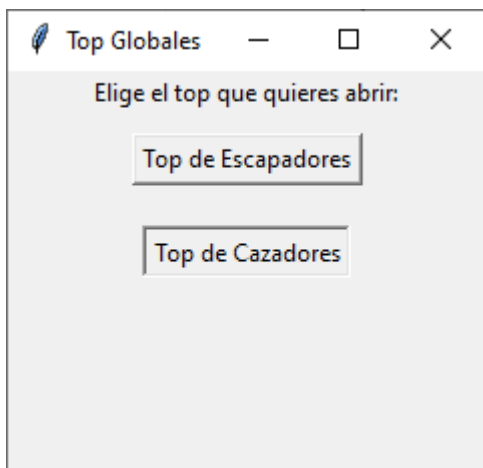 Top Globales
Elige el top que quieres abrir:
Top de Escapadores
Top de Cazadores